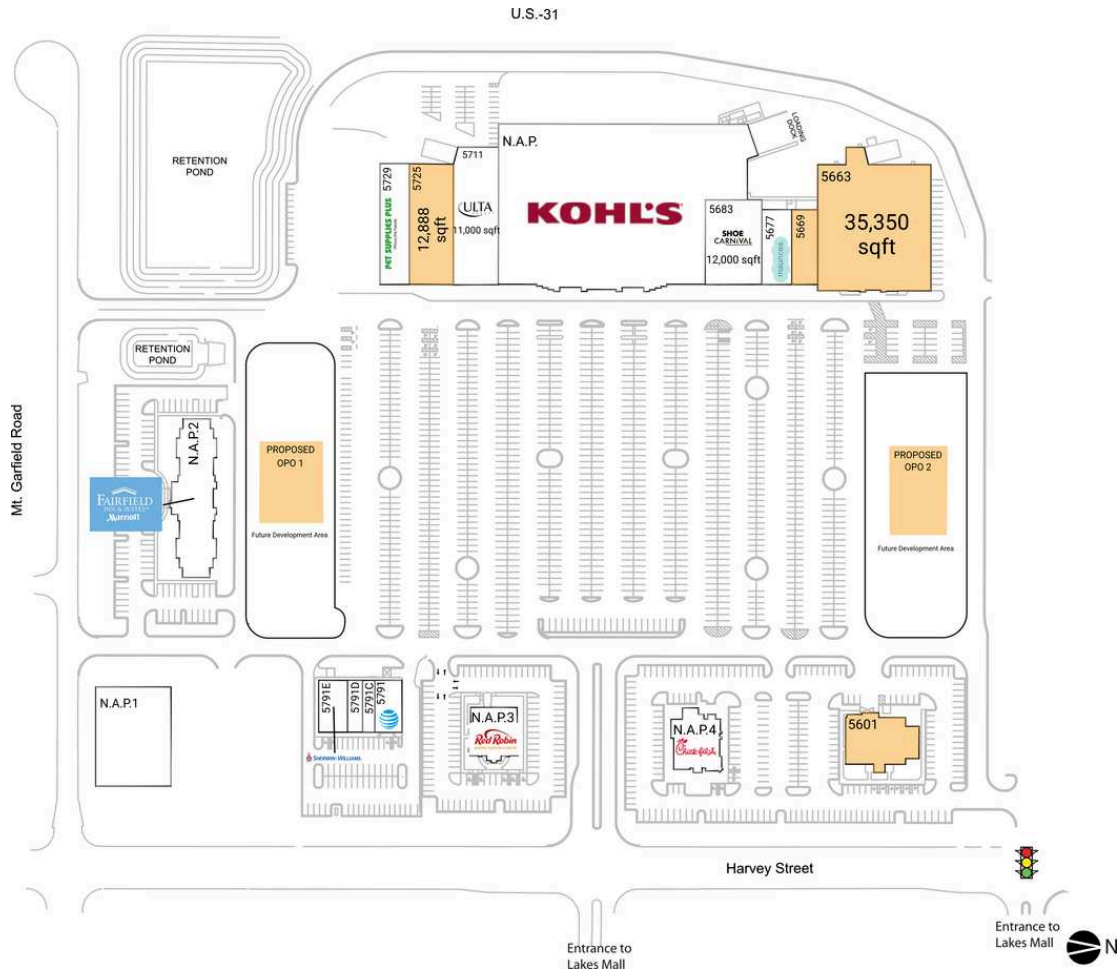 U.S.-31
RETENTION
POND
N.A.P.
LOADING
DOCK
5711
5729
5725
5663
PET SUPPLIES PLUS
12,888
sqft
ULTA
11,000 sqft
KOHL'S
5683
SHOE
CARNIVAL
12,000 sqft
5677
maurices
5669
35,350
sqft
RETENTION
POND
Mt. Garfield Road
N.A.P.2
FAIRFIELD
INN & SUITES
Marriott
PROPOSED
OPO 1
Future Development Area
PROPOSED
OPO 2
Future Development Area
N.A.P.1
5791E
5791D
5791C
5791
AT&T
SHERWIN-WILLIAMS.
N.A.P.3
Red Robin
N.A.P.4
Chick-fil-A
5601
Harvey Street
Entrance to
Lakes Mall
Entrance to
Lakes Mall
N